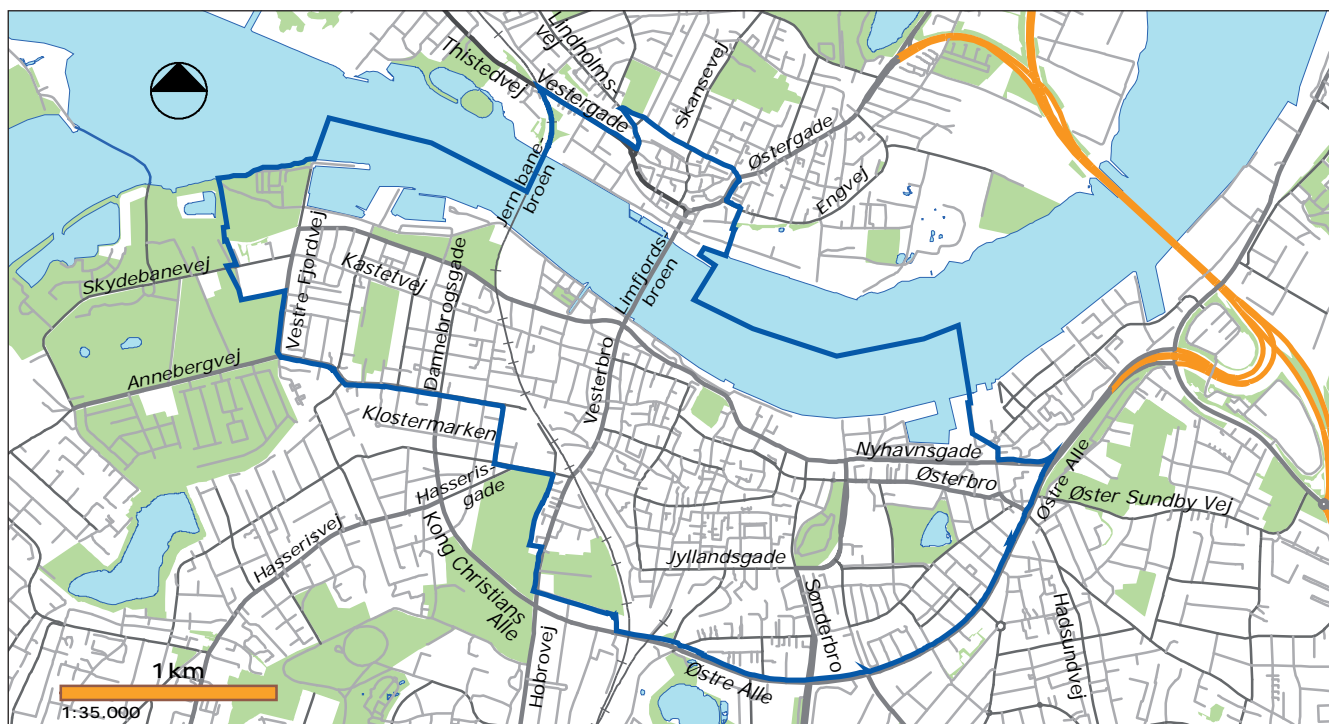 Lindholms-
vej
Thistedvej
Vestergade
Skansevej
Østergade
Engvej
Jernbane-
broen
Limfjords-
broen
Skydebanevej
Vestre Fjordvej
Kastetvej
Dannebrogsgade
Annebergvej
Vesterbro
Klostermarken
Nyhavnsgade
Østerbro
Østre Alle
Øster Sundby Vej
Hasseris-
gade
Hasserisvej
Kong Christians
Alle
Jyllandsgade
Sønderbro
Hadsundvej
Hobrovej
Østre Alle
1 km
1:35.000